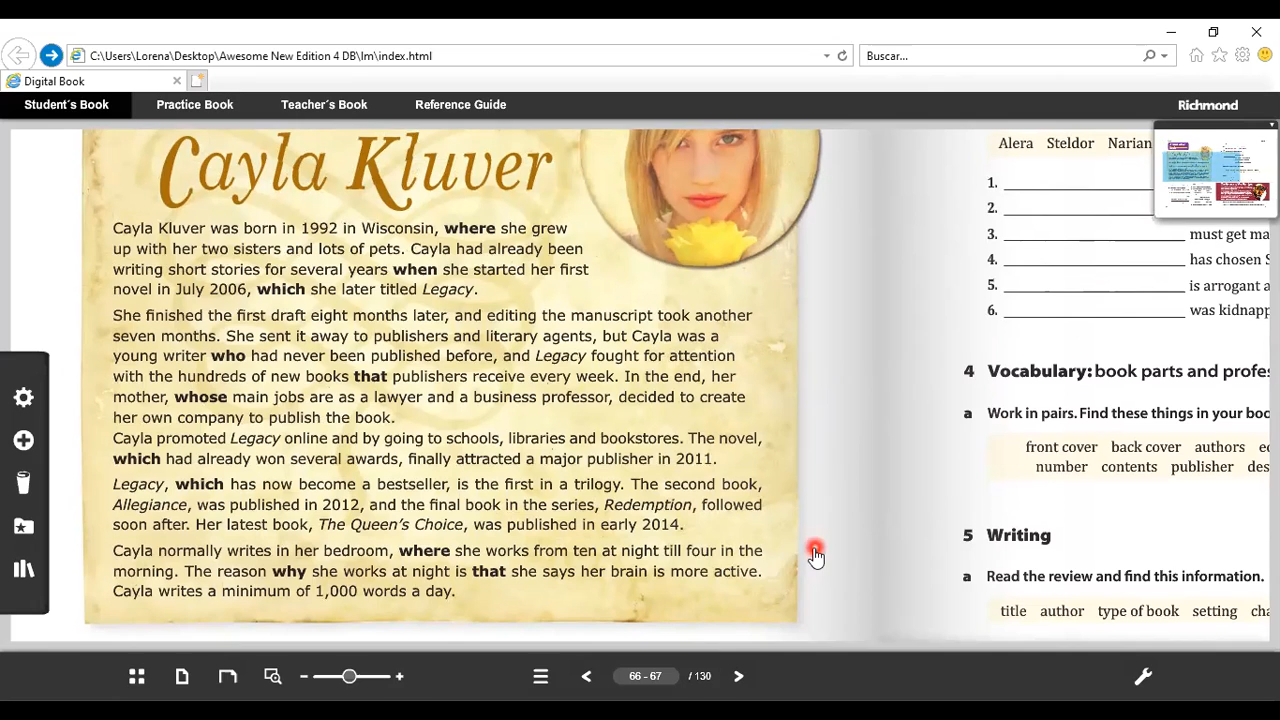 C:\Users\Lorena\Desktop\Awesome New Edition 4 DB\lm\index.html
Buscar...
Digital Book
Student´s Book
Practice Book
Teacher´s Book
Reference Guide
Richmond
Cayla Kluver
Cayla Kluver was born in 1992 in Wisconsin, where she grew
up with her two sisters and lots of pets. Cayla had already been
writing short stories for several years when she started her first
novel in July 2006, which she later titled Legacy.
She finished the first draft eight months later, and editing the manuscript took another
seven months. She sent it away to publishers and literary agents, but Cayla was a
young writer who had never been published before, and Legacy fought for attention
with the hundreds of new books that publishers receive every week. In the end, her
mother, whose main jobs are as a lawyer and a business professor, decided to create
her own company to publish the book.
Cayla promoted Legacy online and by going to schools, libraries and bookstores. The novel,
which had already won several awards, finally attracted a major publisher in 2011.
Legacy, which has now become a bestseller, is the first in a trilogy. The second book,
Allegiance, was published in 2012, and the final book in the series, Redemption, followed
soon after. Her latest book, The Queen's Choice, was published in early 2014.
Cayla normally writes in her bedroom, where she works from ten at night till four in the
morning. The reason why she works at night is that she says her brain is more active.
Cayla writes a minimum of 1,000 words a day.
Alera Steldor Narian
1.
2.
3. must get ma
4. has chosen S
5. is arrogant a
6. was kidnapp
4 Vocabulary: book parts and profes
a Work in pairs. Find these things in your boo
front cover back cover authors
number contents publisher des
5 Writing
a Read the review and find this information.
title author type of book setting cha
66 - 67 / 130